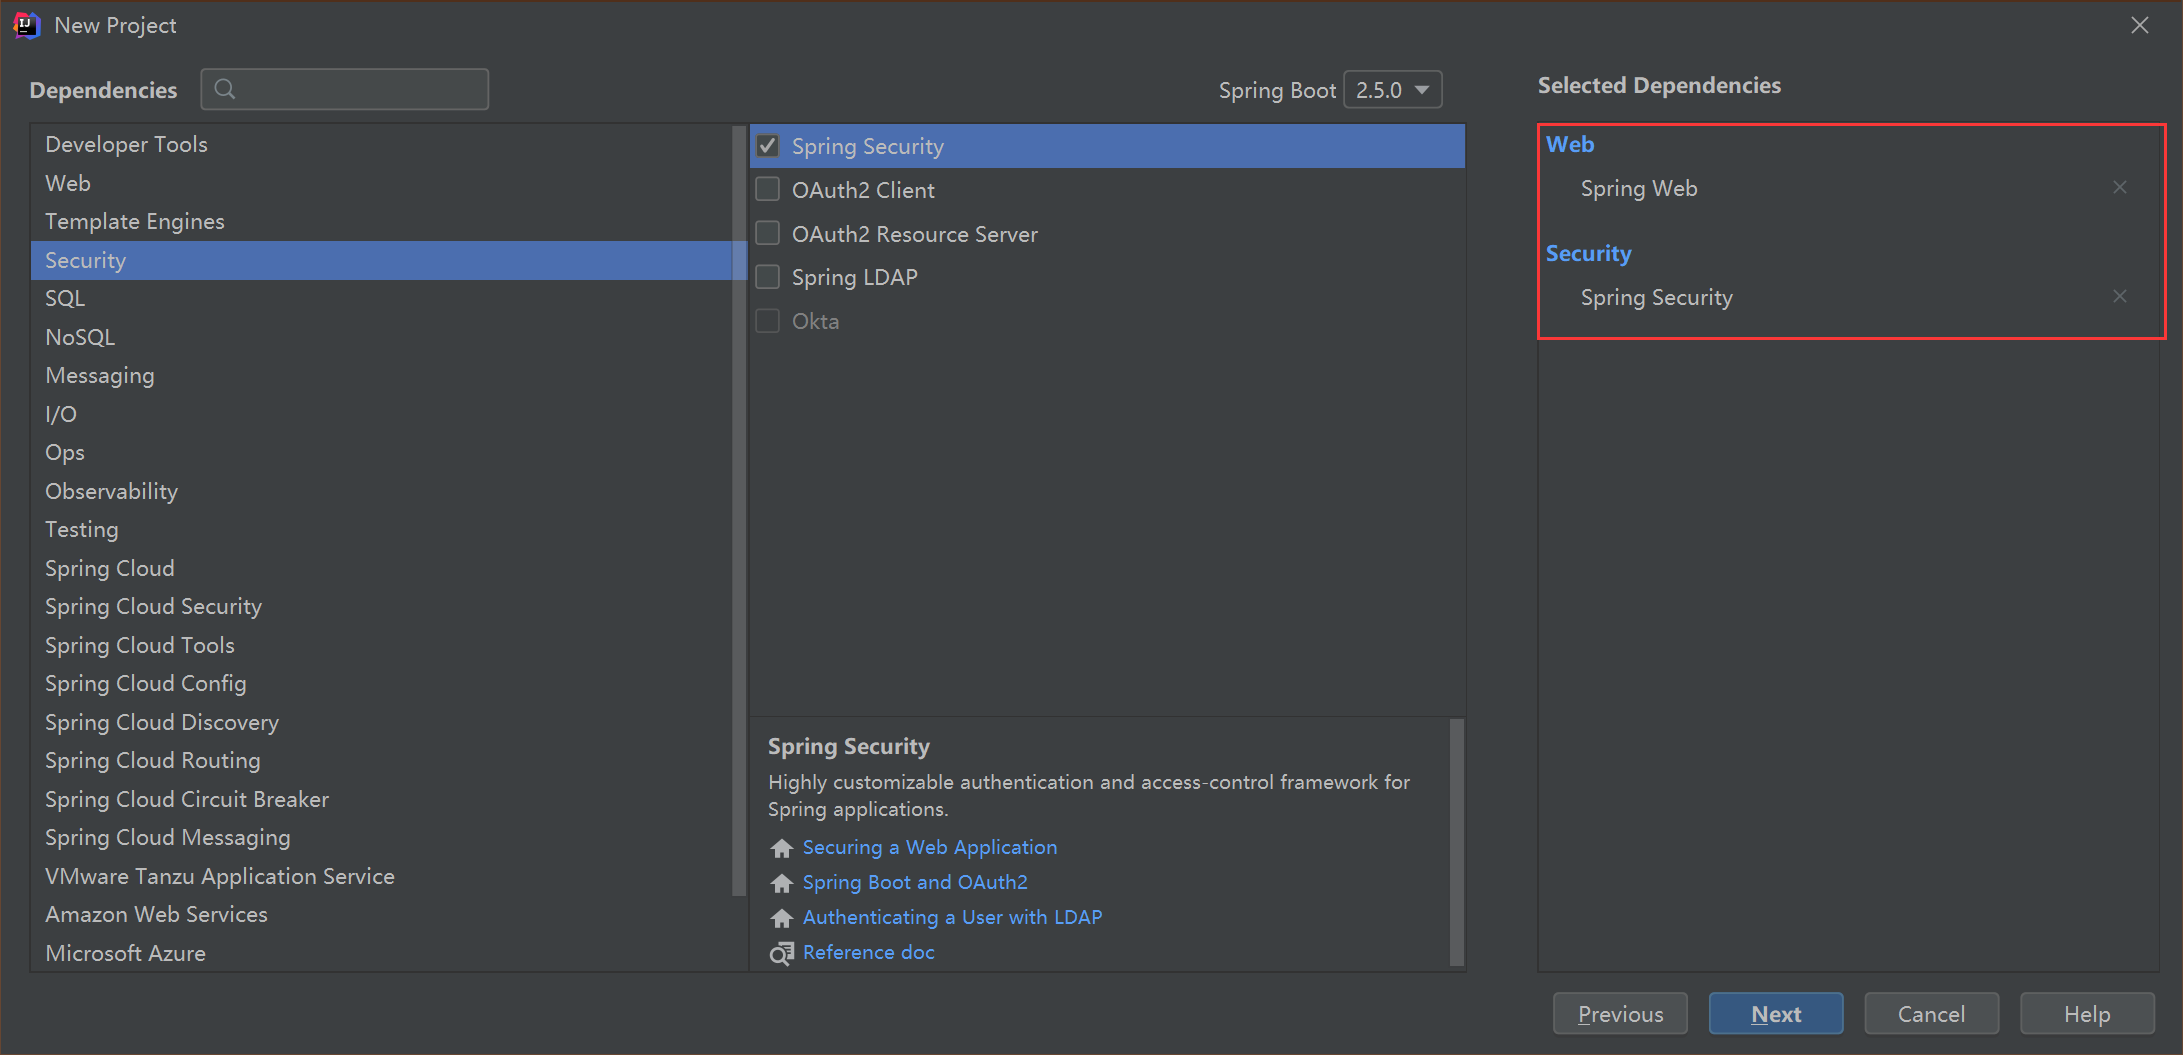 New Project
Dependencies
Spring Boot 2.5.0
Selected Dependencies
Developer Tools
Web
Template Engines
Security
SQL
NoSQL
Messaging
I/O
Ops
Observability
Testing
Spring Cloud
Spring Cloud Security
Spring Cloud Tools
Spring Cloud Config
Spring Cloud Discovery
Spring Cloud Routing
Spring Cloud Circuit Breaker
Spring Cloud Messaging
VMware Tanzu Application Service
Amazon Web Services
Microsoft Azure
Spring Security
OAuth2 Client
OAuth2 Resource Server
Spring LDAP
Okta
Spring Security
Highly customizable authentication and access-control framework for
Spring applications.
Securing a Web Application
Spring Boot and OAuth2
Authenticating a User with LDAP
Reference doc
Web
Spring Web
Security
Spring Security
Previous
Next
Cancel
Help